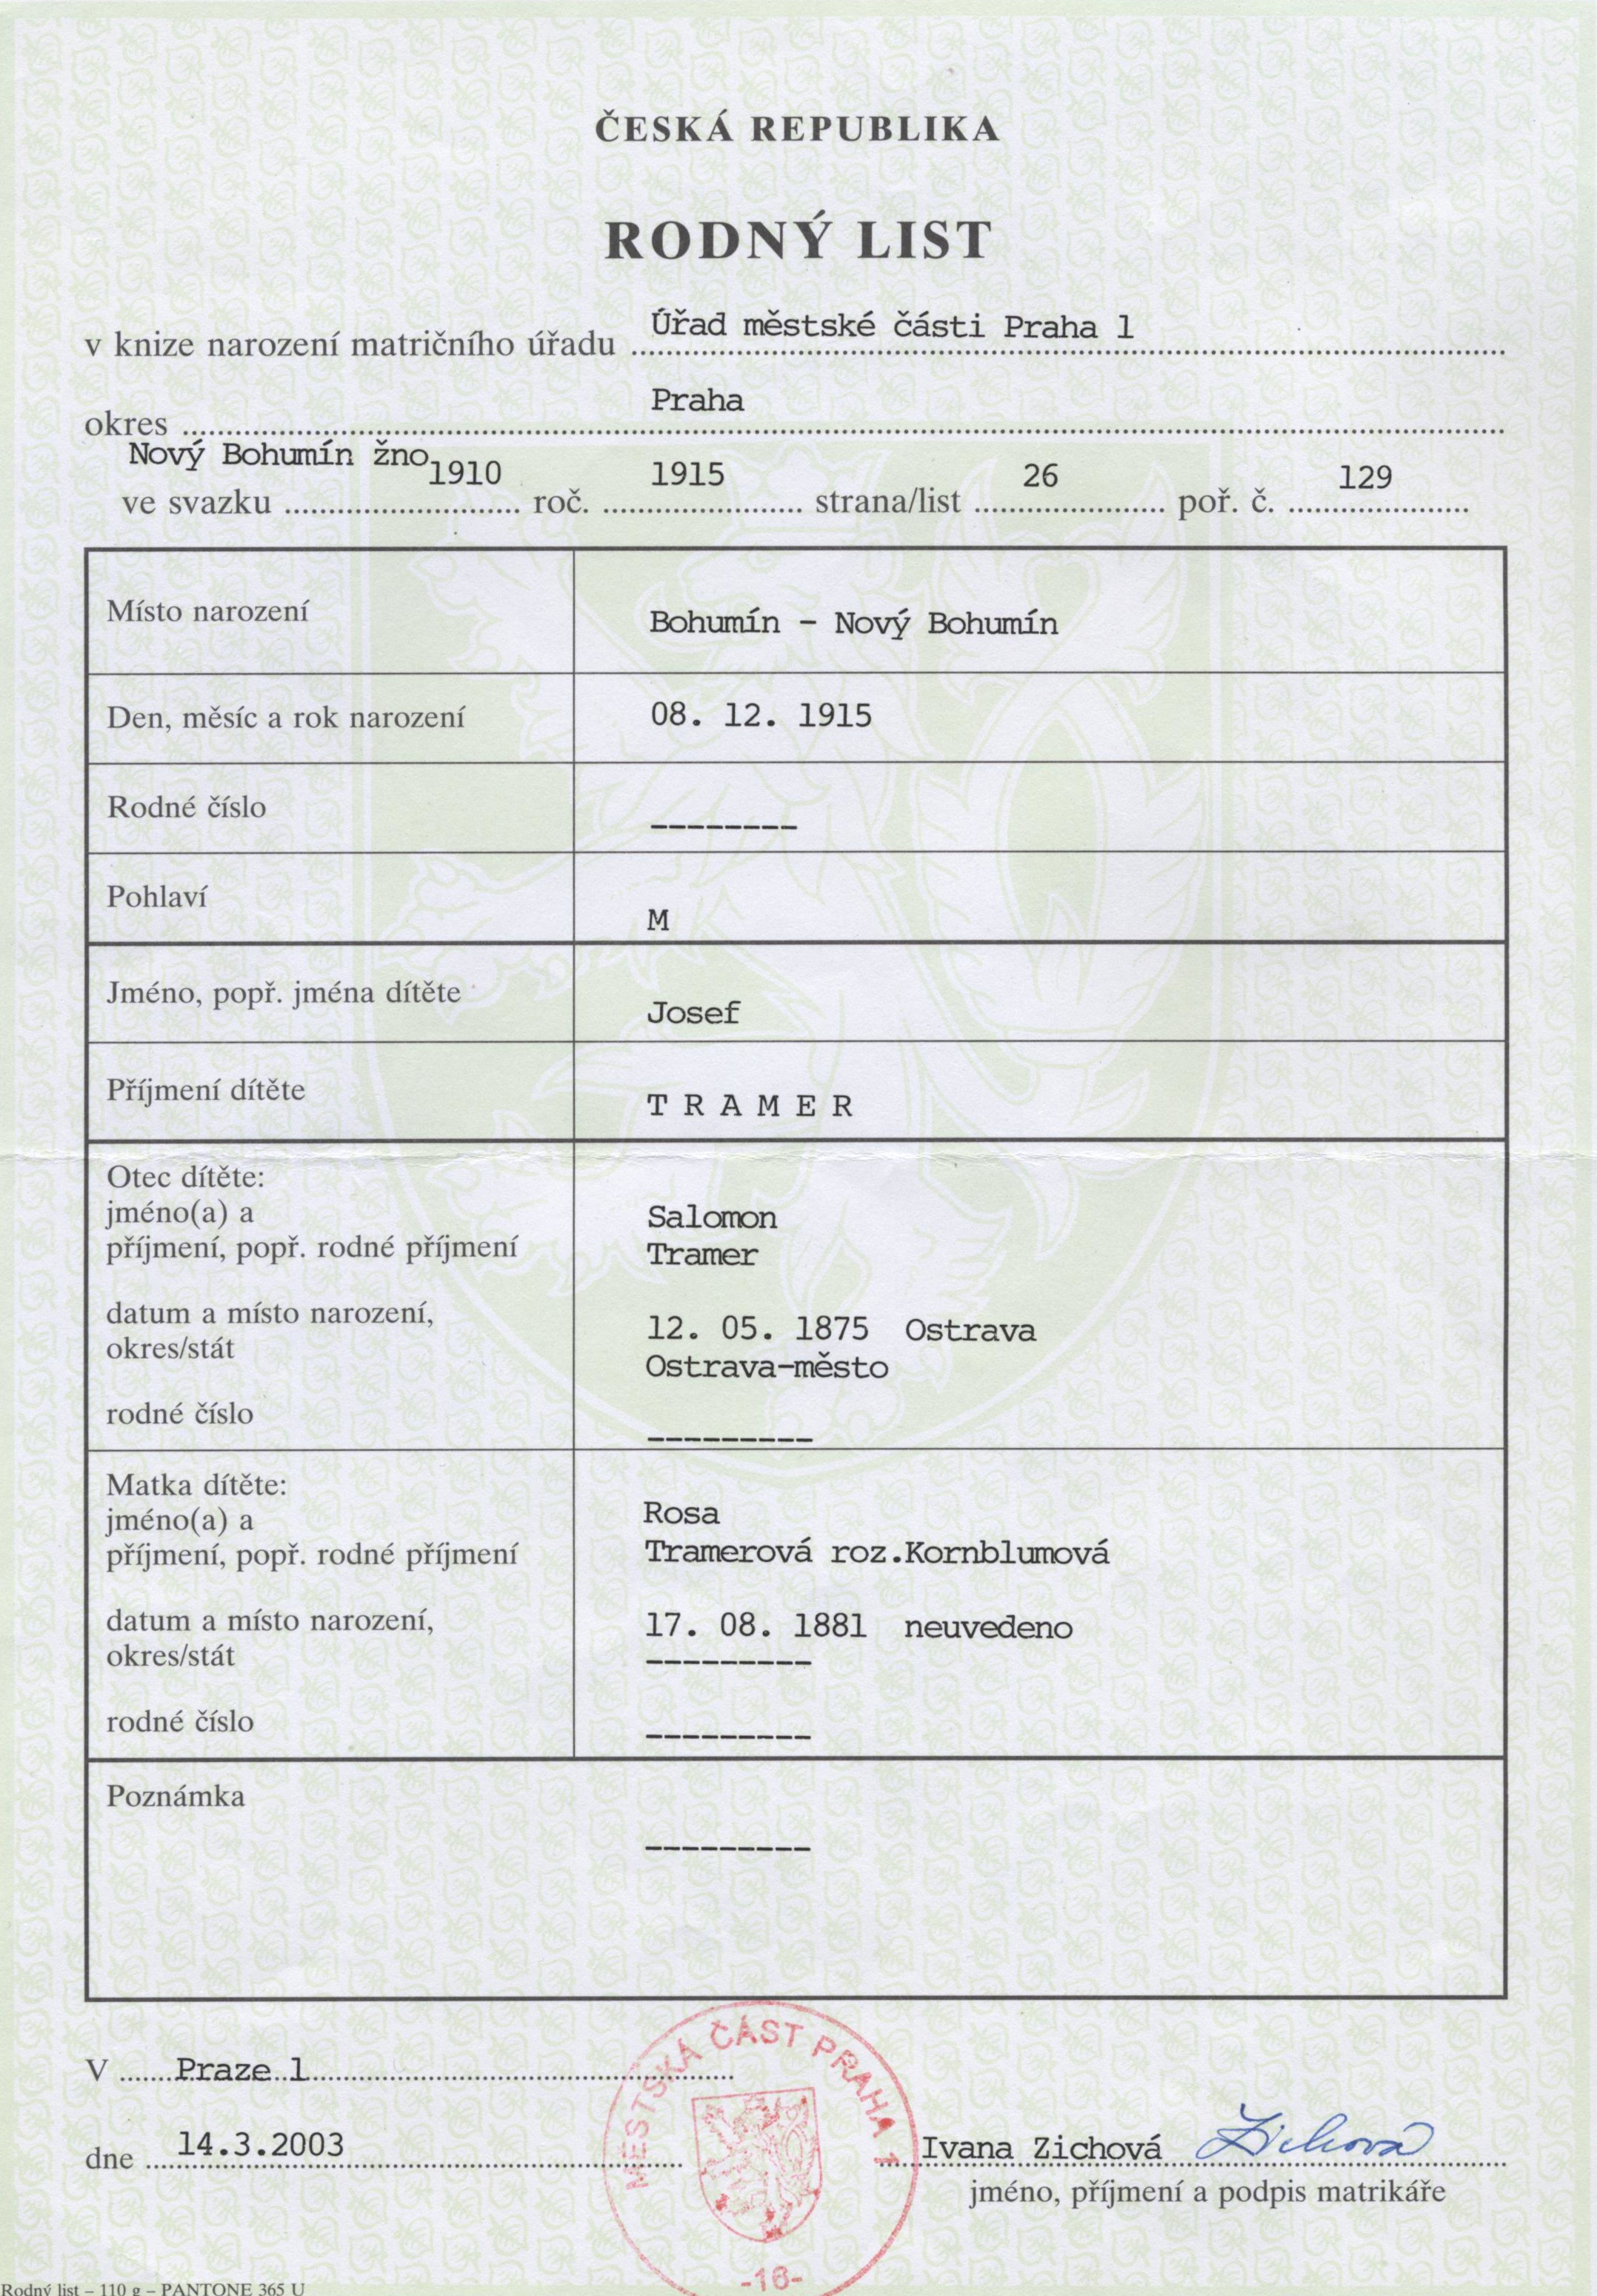 ČESKÁ REPUBLIKA
RODNÝ LIST
v knize narození matričního úřadu Úřad městské části Praha 1
okres Praha
Nový Bohumín žno
ve svazku 1910 roč. 1915 strana/list 26 poř. č. 129
Místo narození Bohumín - Nový Bohumín
Den, měsíc a rok narození 08. 12. 1915
Rodné číslo --------
Pohlaví M
Jméno, popř. jména dítěte Josef
Příjmení dítěte T R A M E R
Otec dítěte:
jméno(a) a Salomon
příjmení, popř. rodné příjmení Tramer
datum a místo narození, 12. 05. 1875 Ostrava
okres/stát Ostrava-město
rodné číslo ---------
Matka dítěte:
jméno(a) a Rosa
příjmení, popř. rodné příjmení Tramerová roz.Kornblumová
datum a místo narození, 17. 08. 1881 neuvedeno
okres/stát ---------
rodné číslo ---------
Poznámka
---------
V Praze 1
dne 14.3.2003
MĚSTSKÁ ČÁST PRAHA 1
-16-
Ivana Zichová Zichová
jméno, příjmení a podpis matrikáře
Rodný list – 110 g – PANTONE 365 U